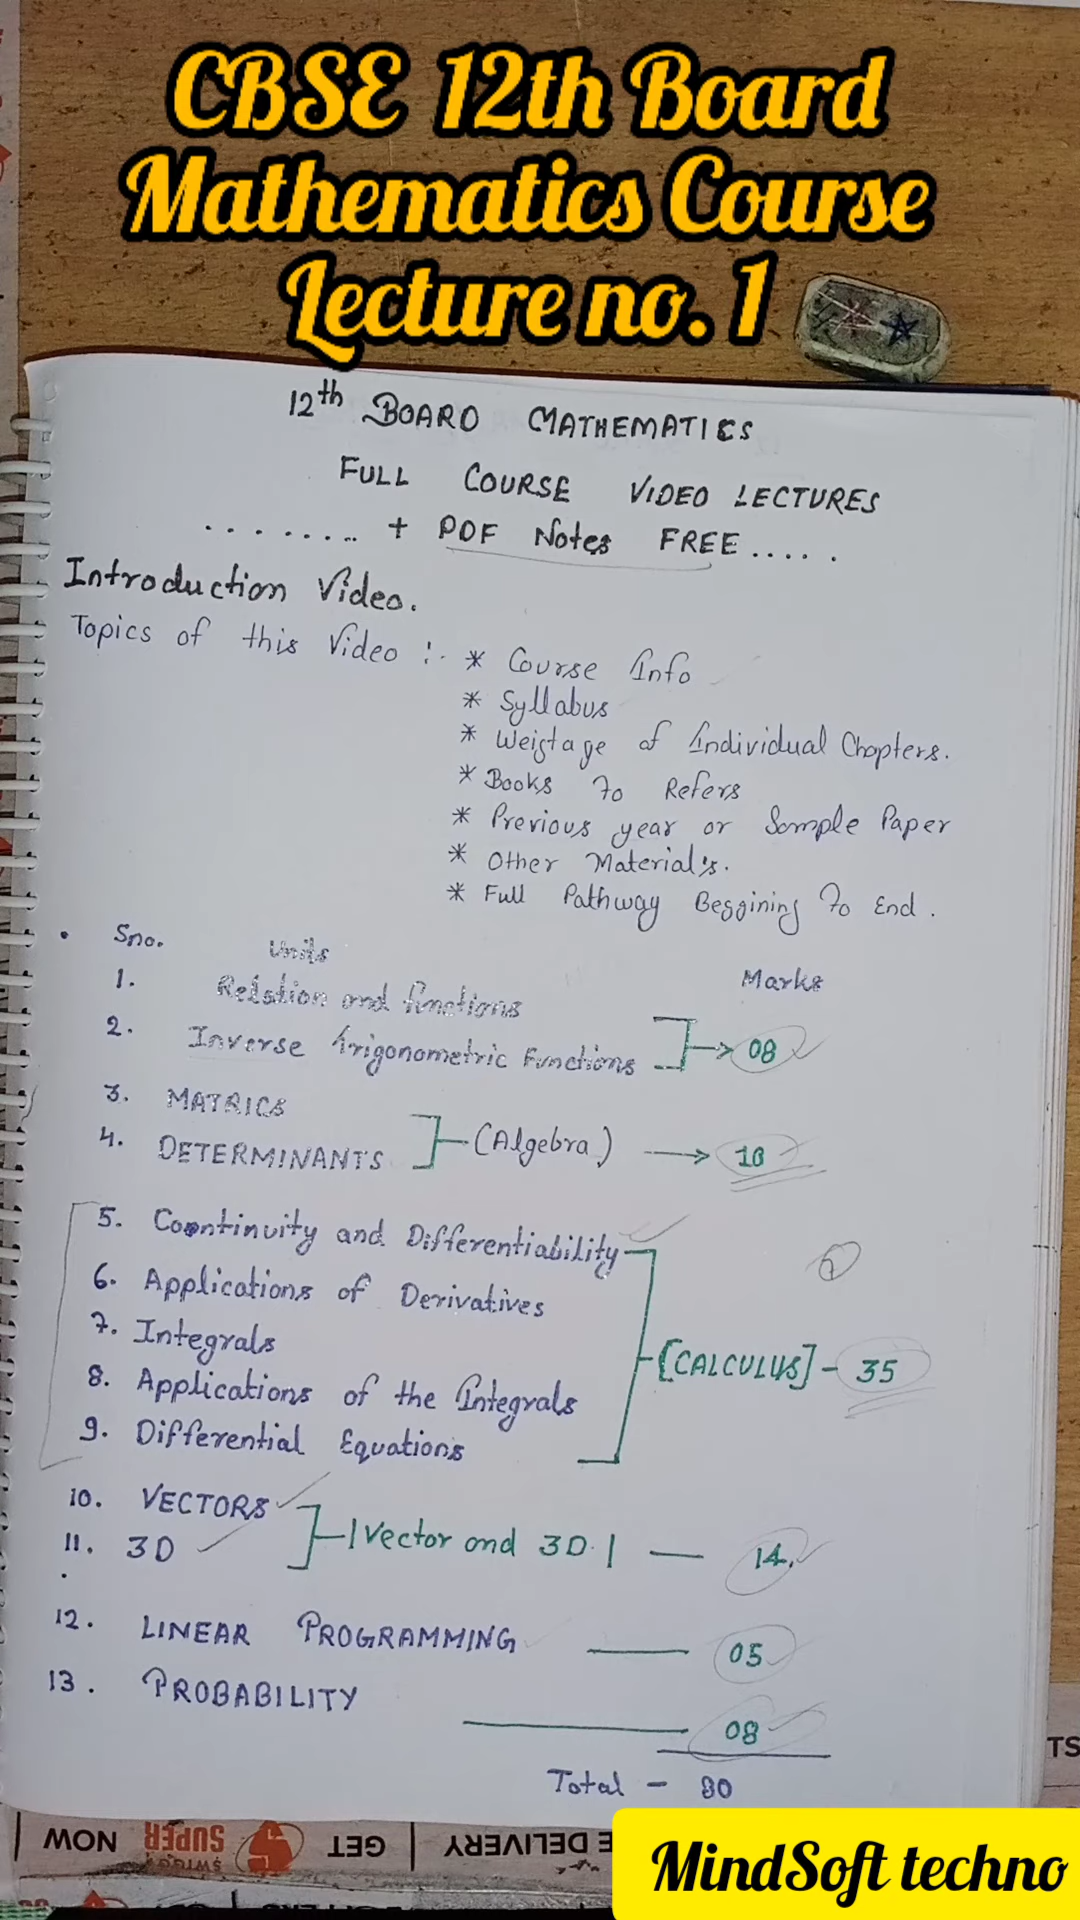 CBSE 12th Board
Mathematics Course
Lecture no. 1
12th BOARD MATHEMATICS
FULL COURSE VIDEO LECTURES
........ + PDF Notes FREE .....
Introduction Video.
Topics of this Video :- * Course Info
* Syllabus
* Weigtage of Individual Chapters.
* Books To Refers
* Previous year or Sample Paper
* Other Material's.
* Full Pathway Beggining To End.
Sno. Units Marks
1. Relation and functions
2. Inverse trigonometric Functions → 08
3. MATRICS
4. DETERMINANTS (Algebra) → 10
5. Continuity and Differentiability
6. Applications of Derivatives
7. Integrals
[CALCULUS] - 35
8. Applications of the Integrals
9. Differential Equations
10. VECTORS
11. 3D |Vector and 3D.| — 14.
12. LINEAR PROGRAMMING — 05
13. PROBABILITY — 08
Total - 80
NOW SUPER GET DELIVERY
TS
MindSoft techno